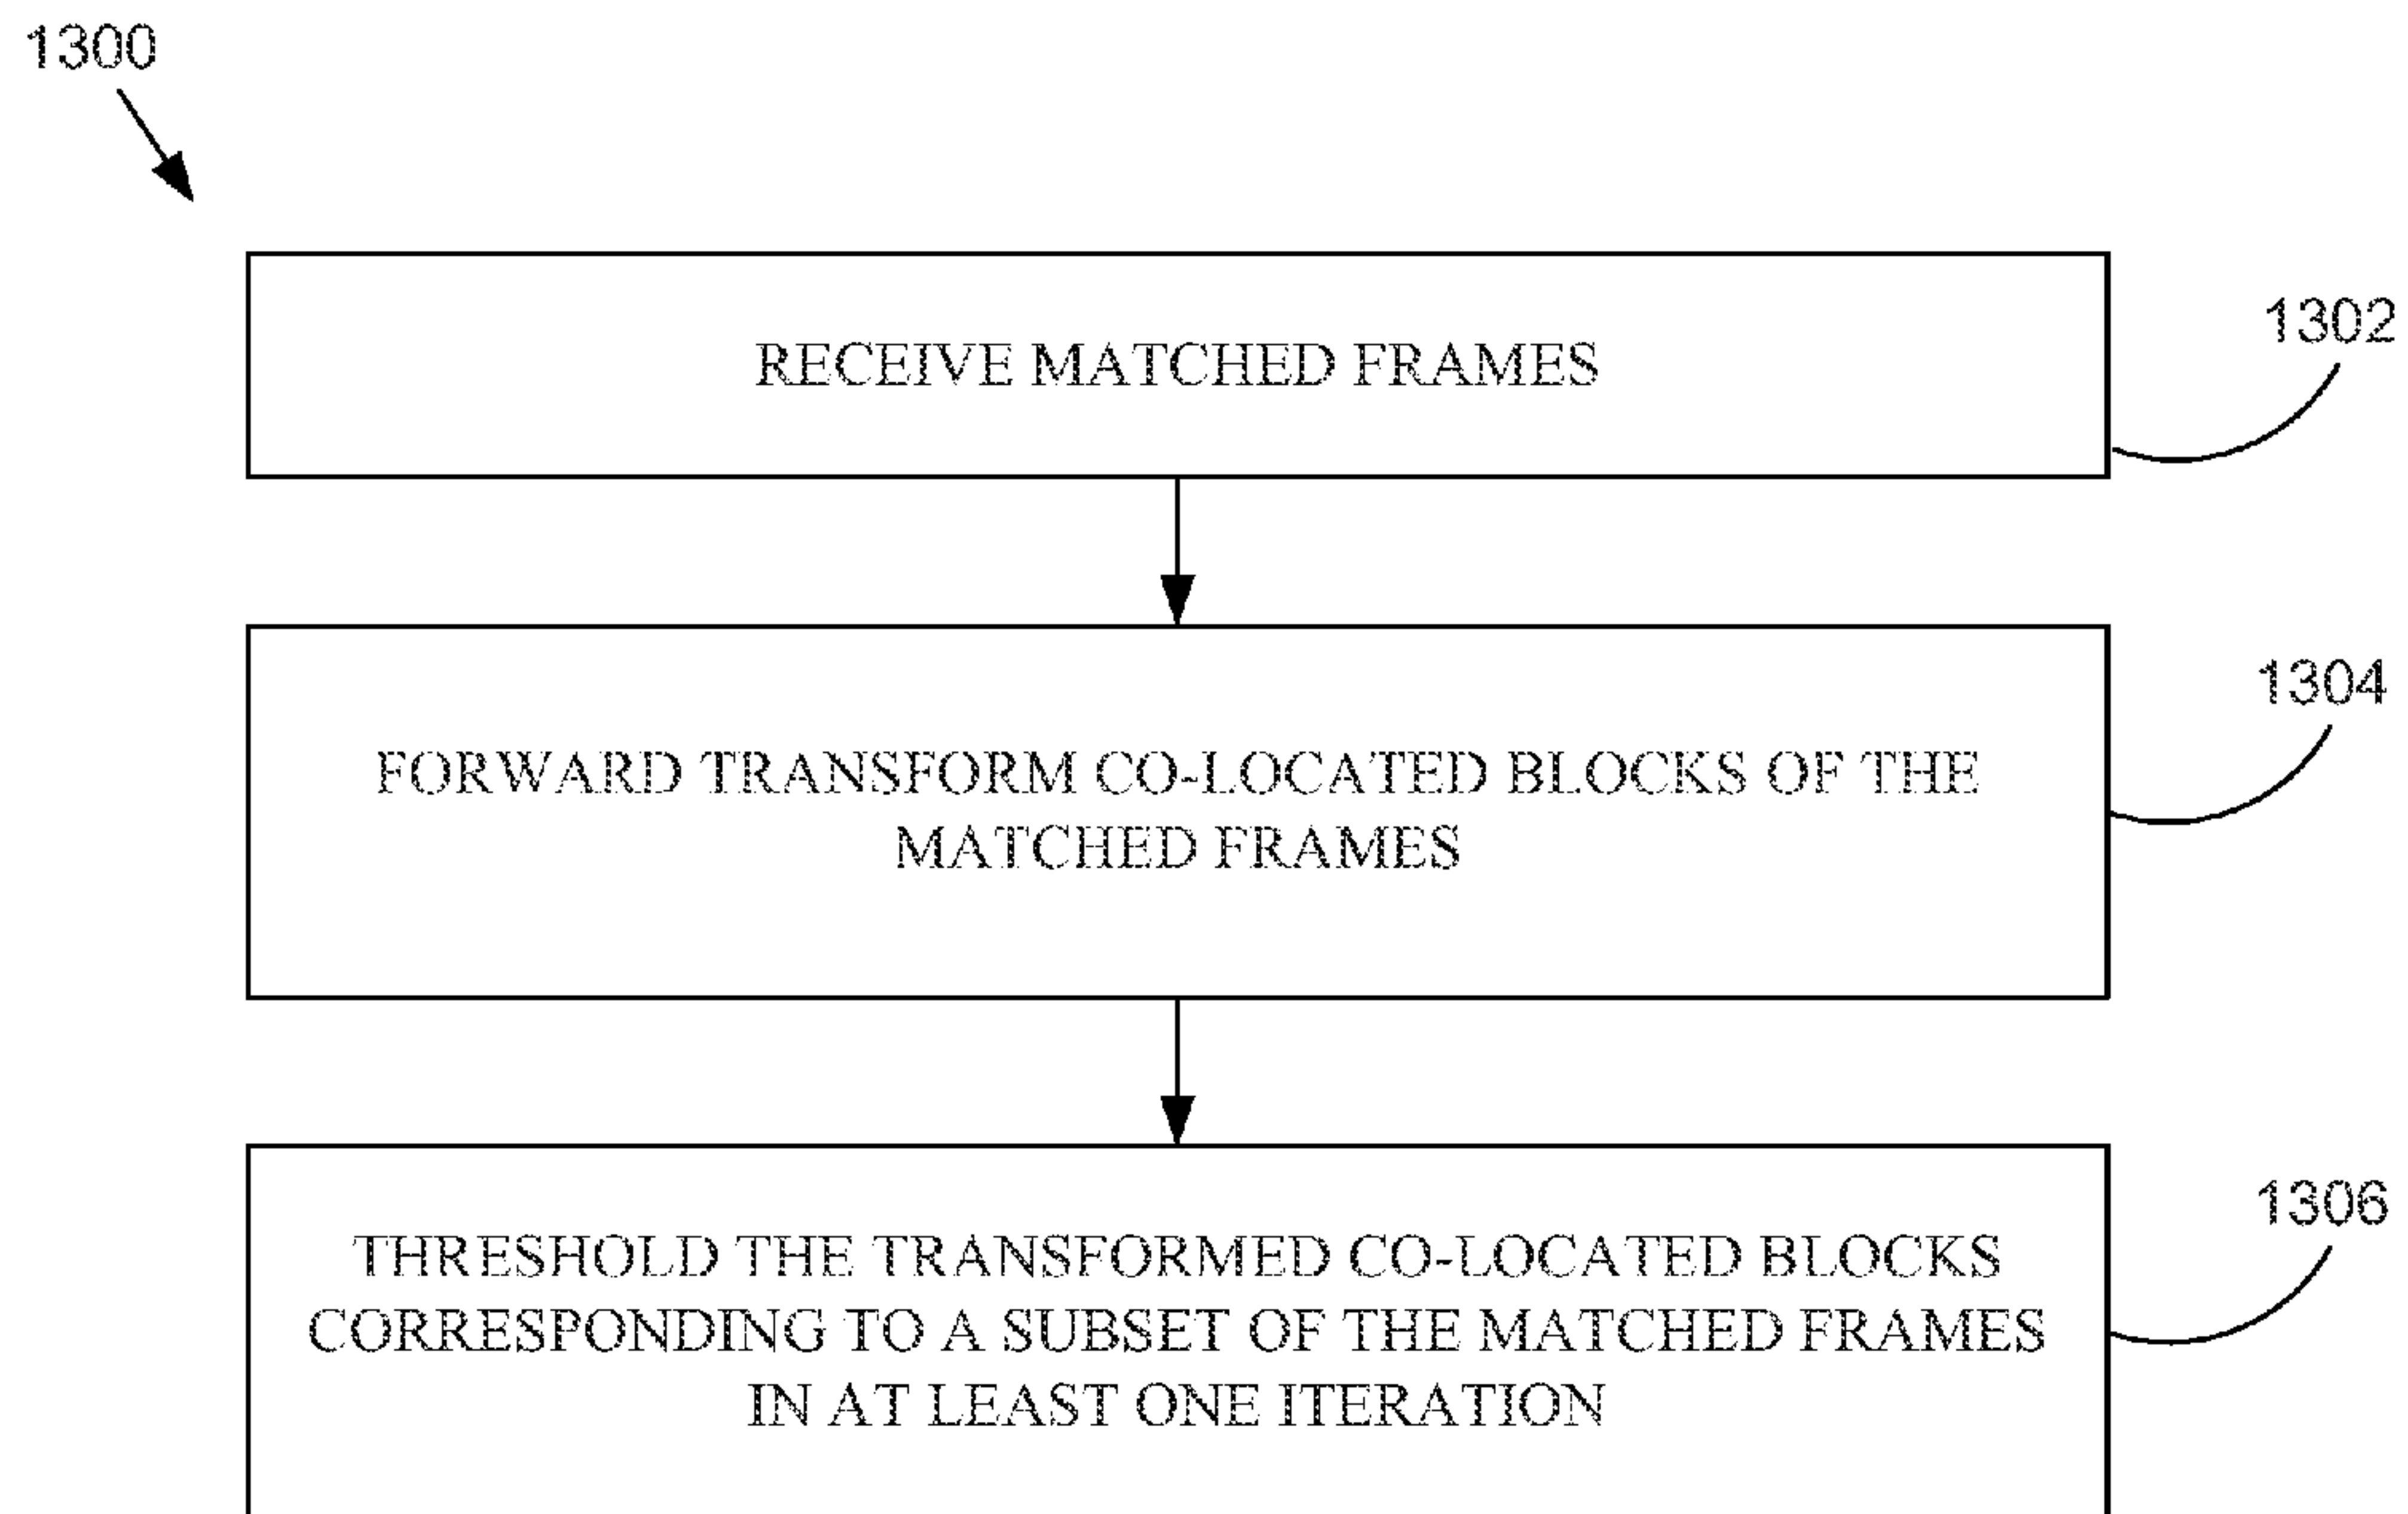 1300
RECEIVE MATCHED FRAMES
1302
FORWARD TRANSFORM CO-LOCATED BLOCKS OF THE
MATCHED FRAMES
1304
THRESHOLD THE TRANSFORMED CO-LOCATED BLOCKS
CORRESPONDING TO A SUBSET OF THE MATCHED FRAMES
IN AT LEAST ONE ITERATION
1306